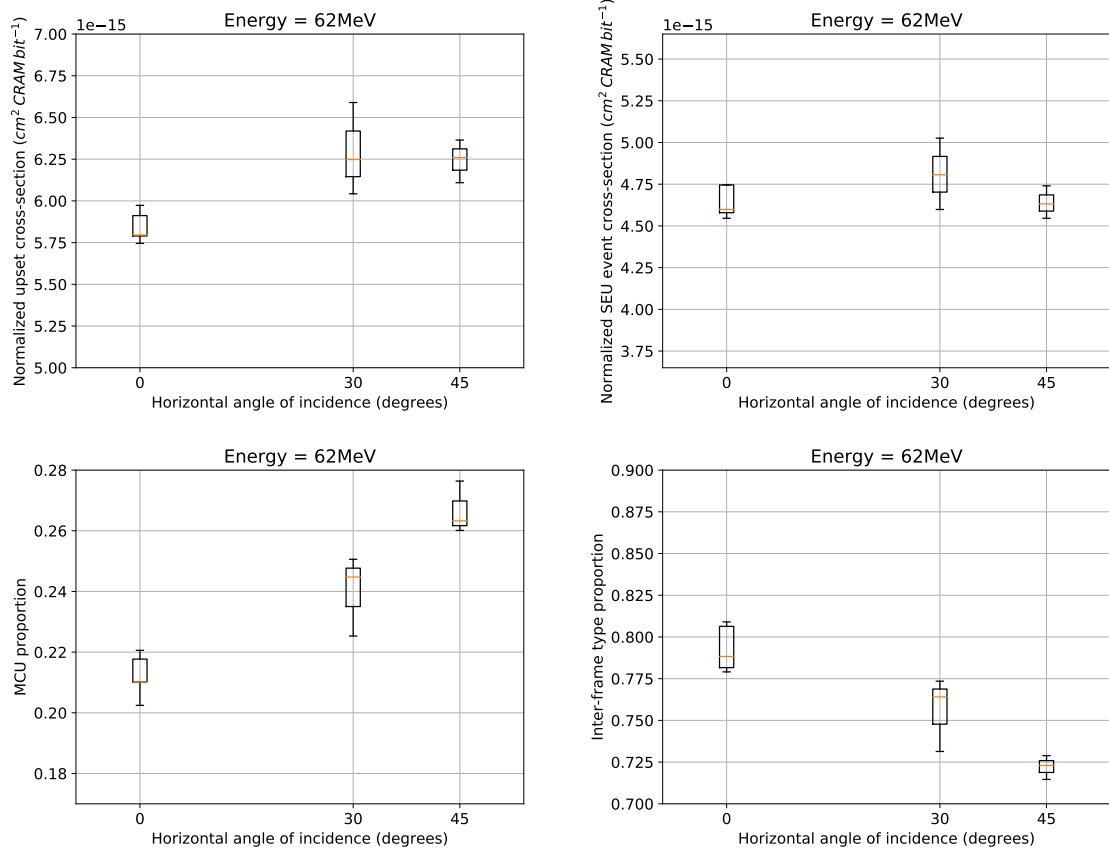 Energy = 62MeV
1e−15
7.00
6.75
6.50
6.25
6.00
5.75
5.50
5.25
5.00
Normalized upset cross-section (cm² CRAM bit⁻¹)
0 30 45
Horizontal angle of incidence (degrees)
Energy = 62MeV
1e−15
5.50
5.25
5.00
4.75
4.50
4.25
4.00
3.75
Normalized SEU event cross-section (cm² CRAM bit⁻¹)
0 30 45
Horizontal angle of incidence (degrees)
Energy = 62MeV
0.28
0.26
0.24
0.22
0.20
0.18
MCU proportion
0 30 45
Horizontal angle of incidence (degrees)
Energy = 62MeV
0.900
0.875
0.850
0.825
0.800
0.775
0.750
0.725
0.700
Inter-frame type proportion
0 30 45
Horizontal angle of incidence (degrees)